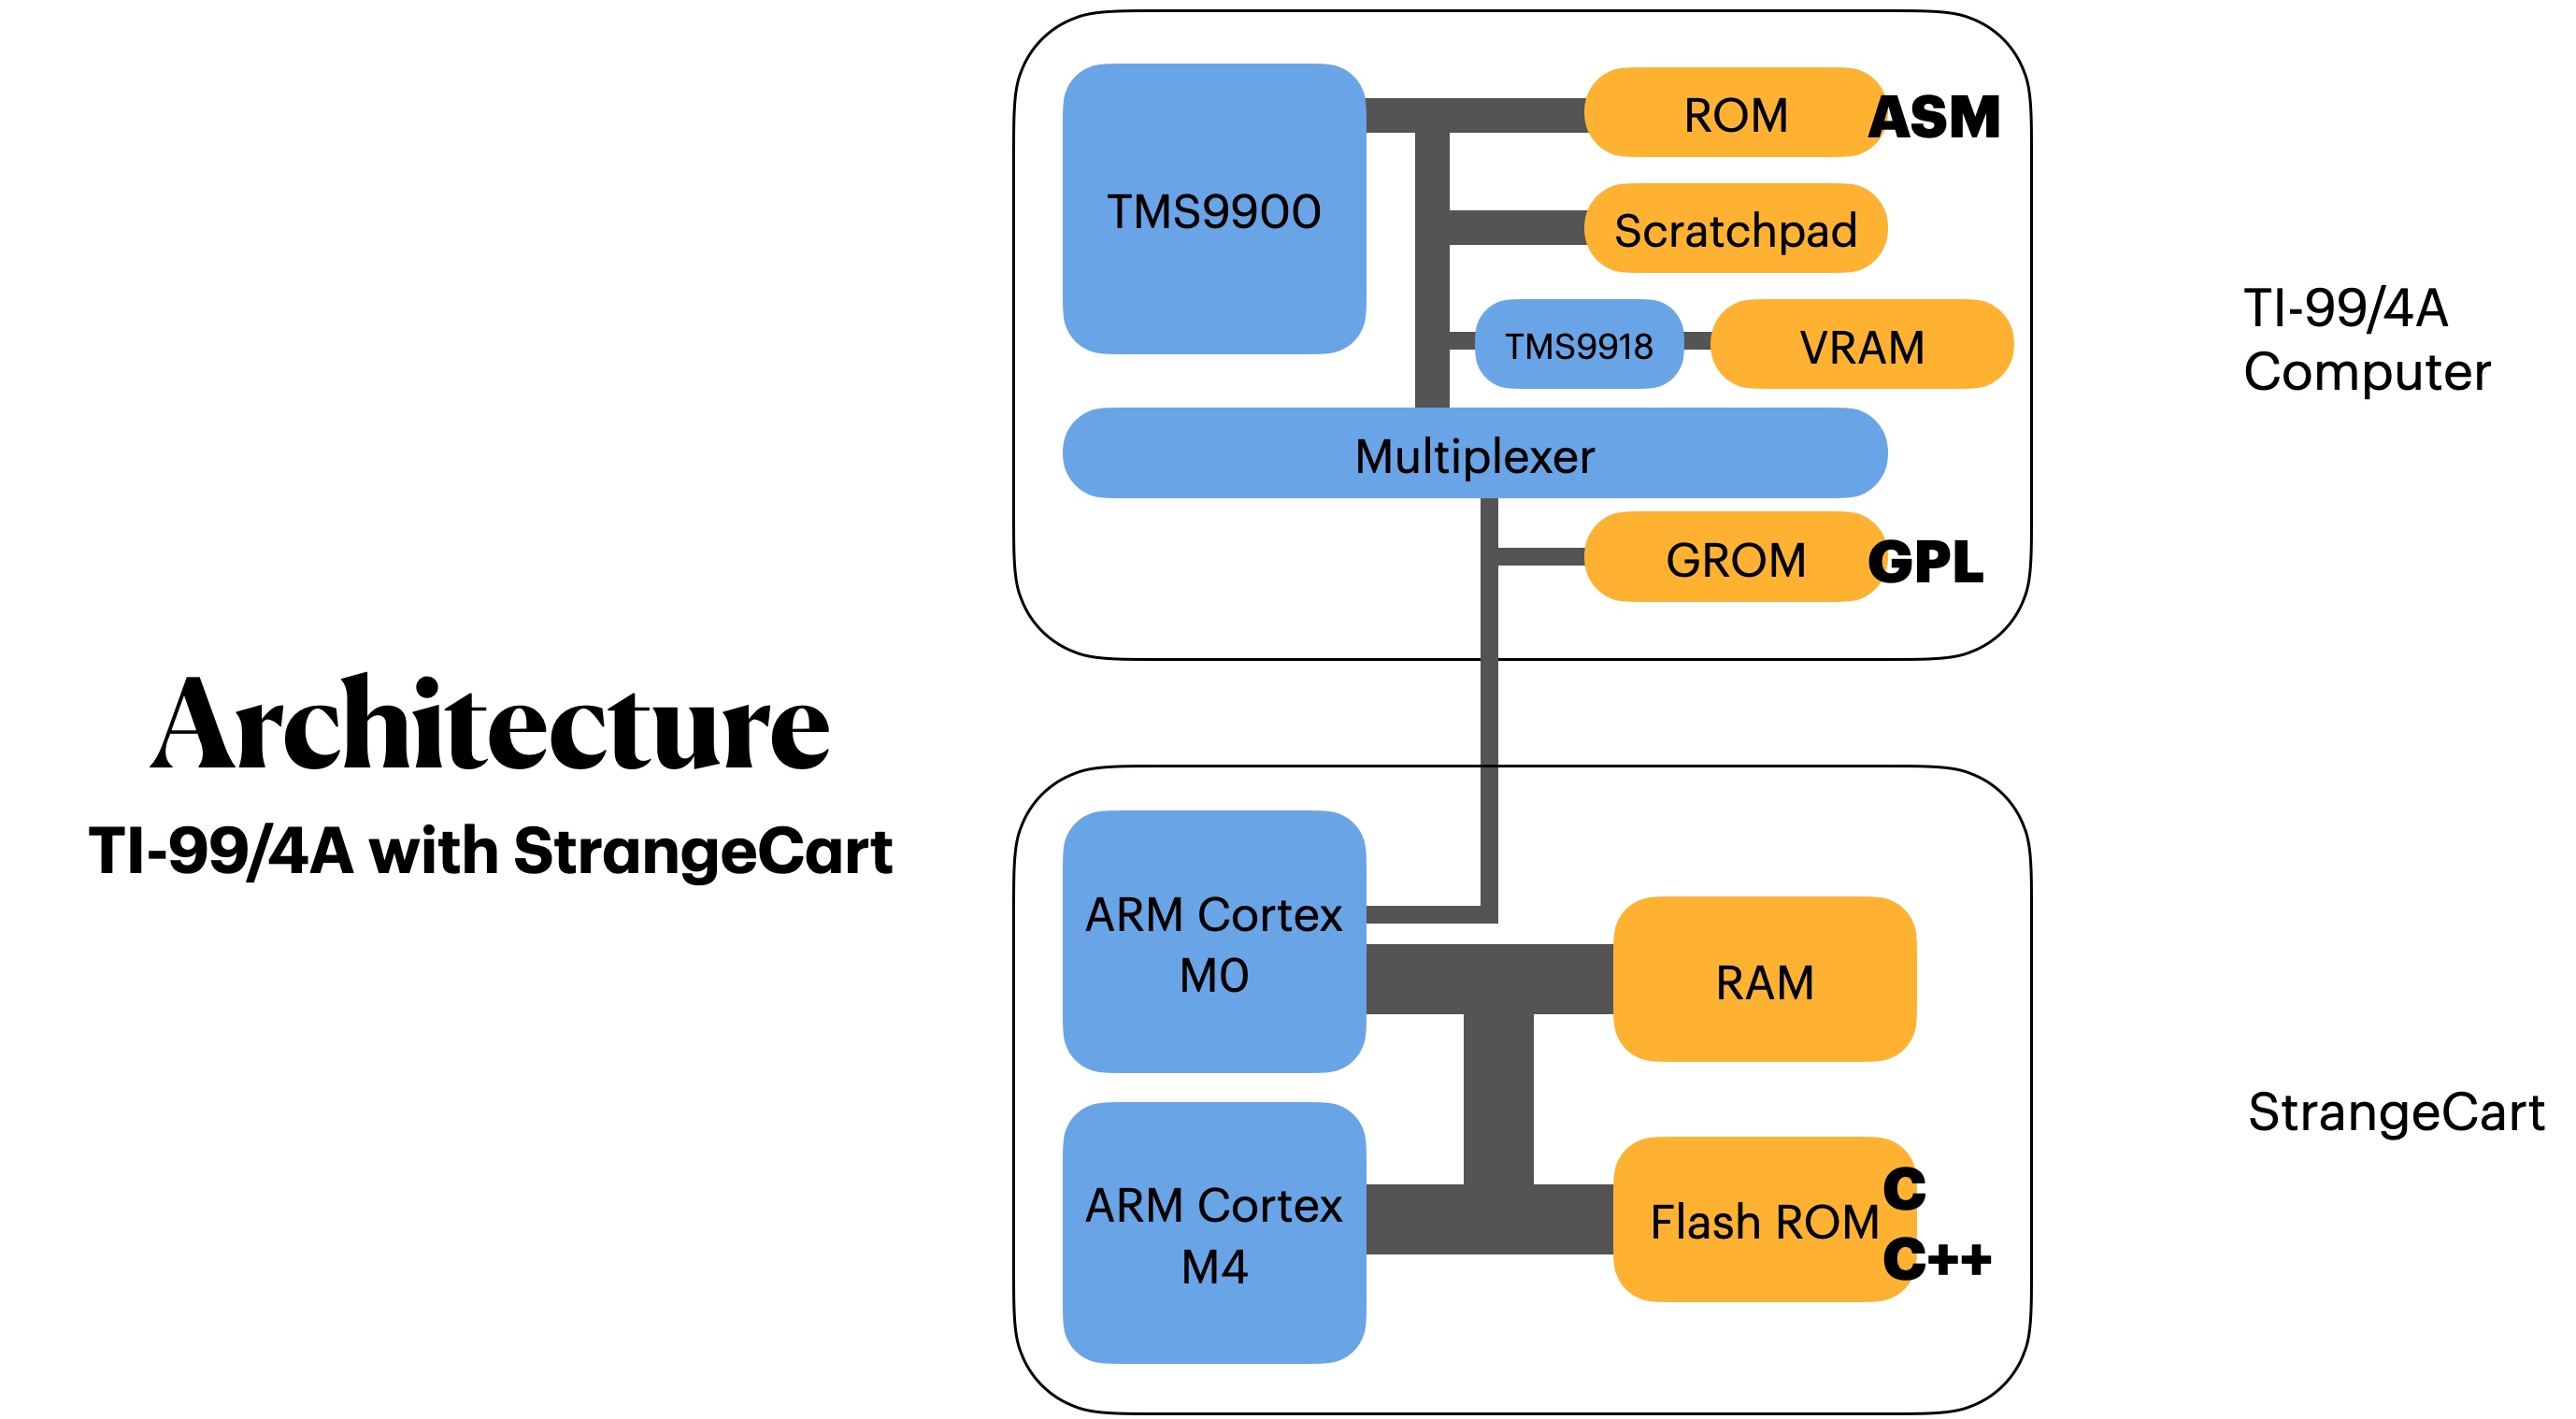 Architecture
TI-99/4A with StrangeCart
TMS9900
ROM
ASM
Scratchpad
TMS9918
VRAM
Multiplexer
GROM
GPL
TI-99/4A
Computer
ARM Cortex
M0
RAM
ARM Cortex
M4
Flash ROM
C
C++
StrangeCart